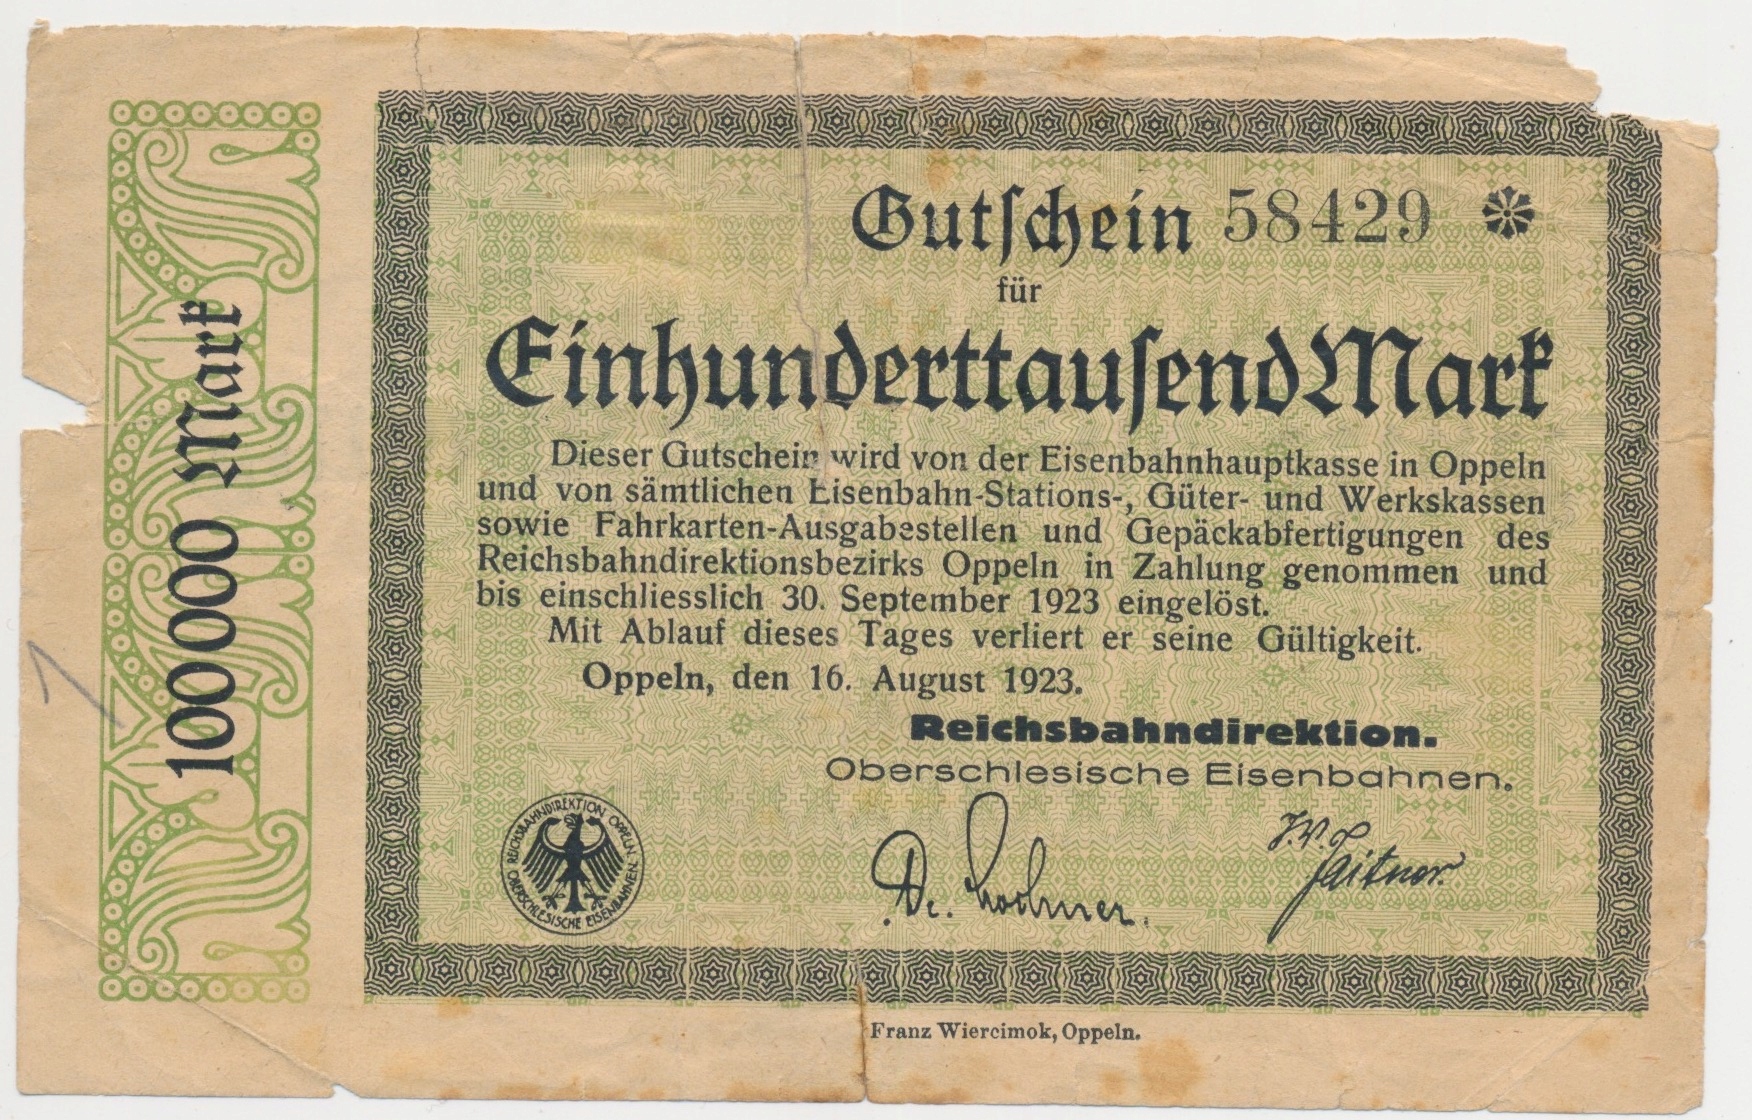 100000 Mark
Gutschein 58429
für
Einhunderttausend Mark
Dieser Gutschein wird von der Eisenbahnhauptkasse in Oppeln
und von sämtlichen Eisenbahn-Stations-, Güter- und Werkskassen
sowie Fahrkarten-Ausgabestellen und Gepäckabfertigungen des
Reichsbahndirektionsbezirks Oppeln in Zahlung genommen und
bis einschliesslich 30. September 1923 eingelöst.
Mit Ablauf dieses Tages verliert er seine Gültigkeit.
Oppeln, den 16. August 1923.
Reichsbahndirektion.
Oberschlesische Eisenbahnen.
REICHSBAHNDIREKTION OPPELN
OBERSCHLESISCHE EISENBAHNEN.
Dr.
Franz Wiercimok, Oppeln.